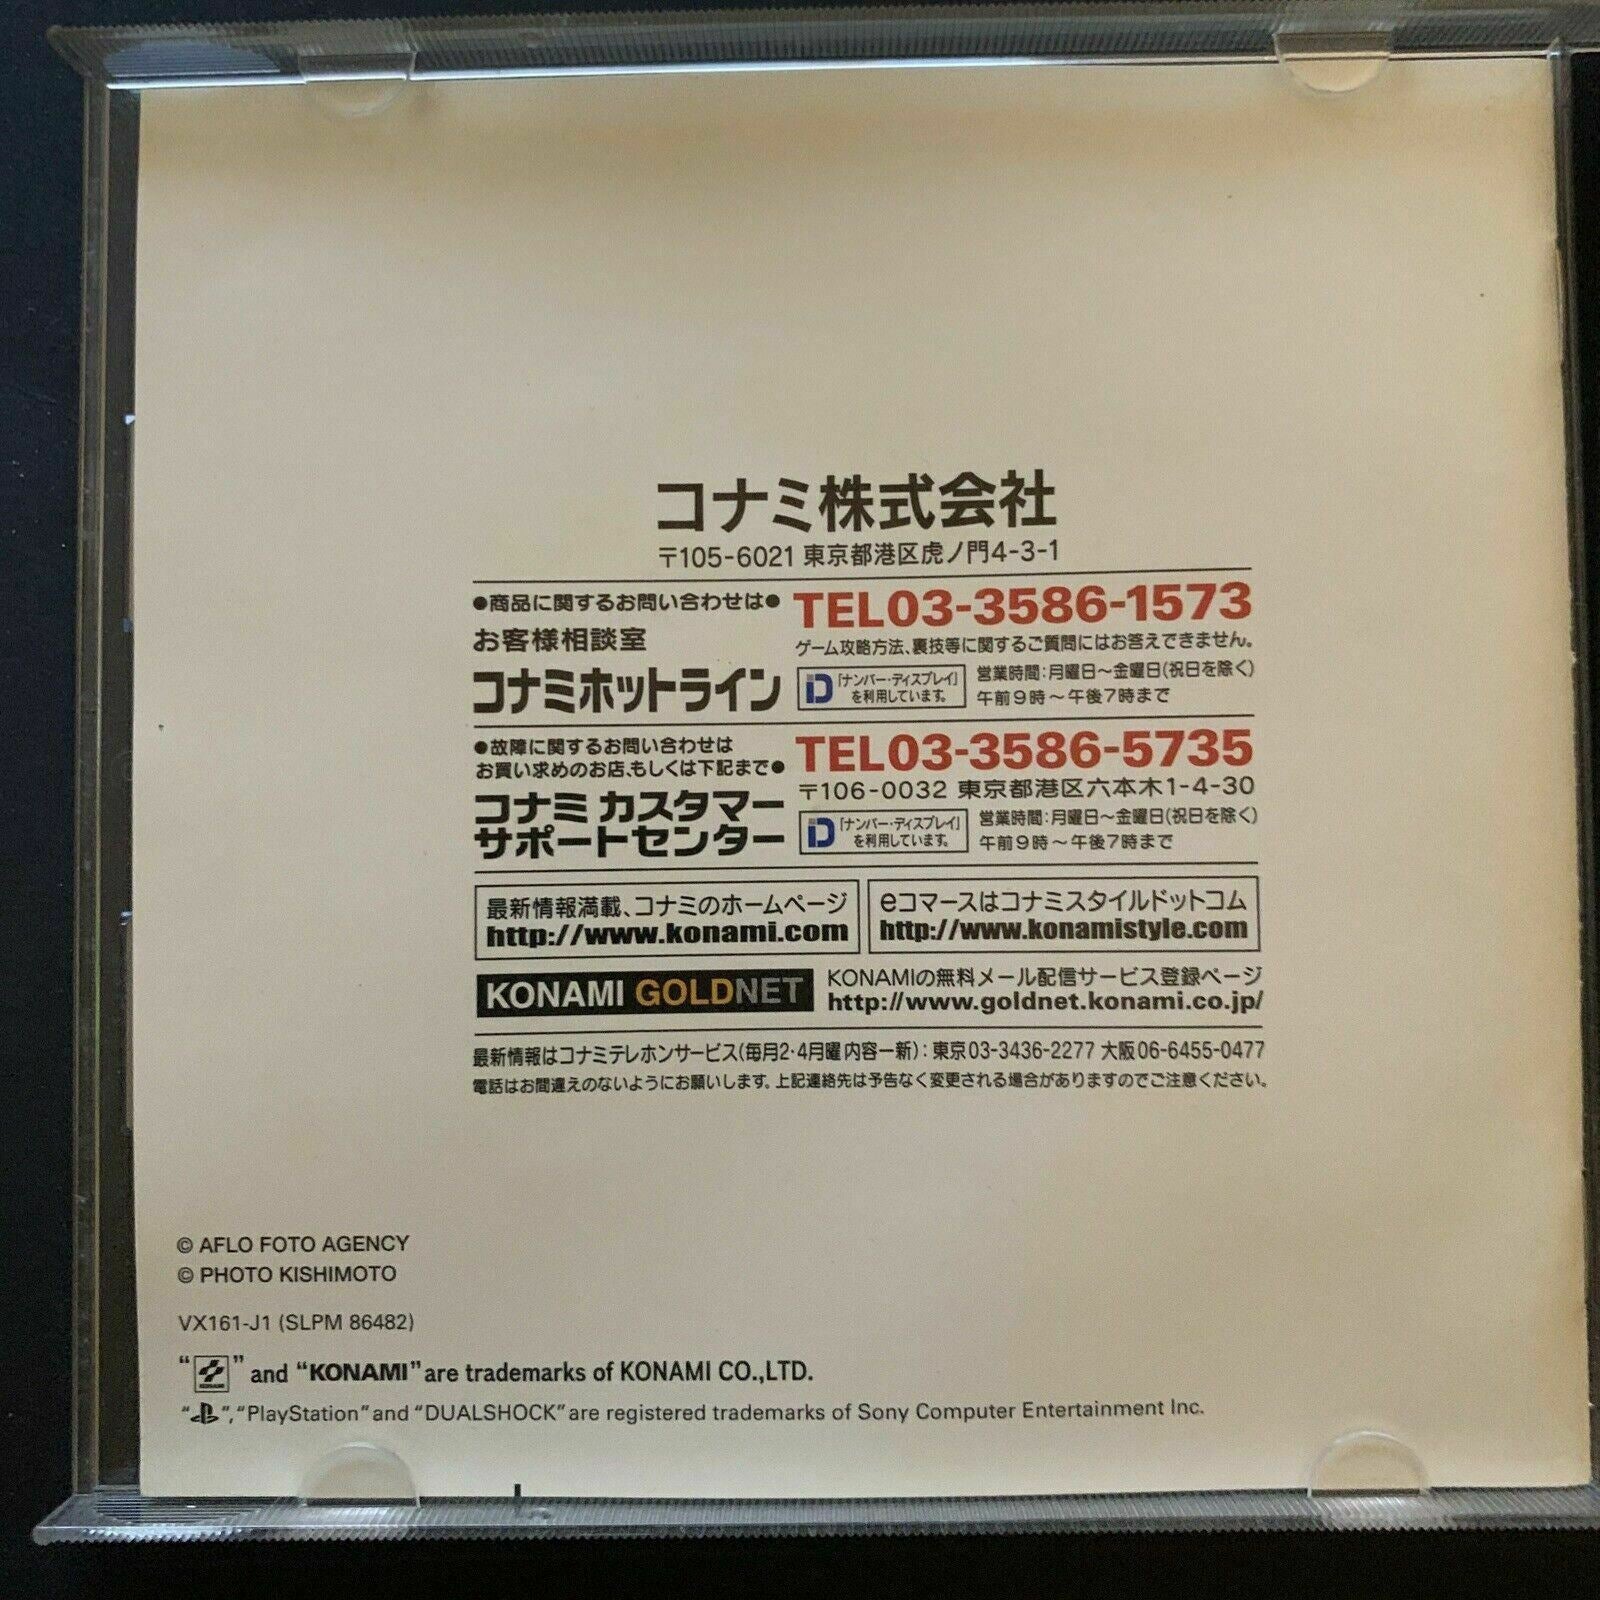 コナミ株式会社
〒105-6021 東京都港区虎ノ門4-3-1
●商品に関するお問い合わせは●
お客様相談室
コナミホットライン
TEL03-3586-1573
ゲーム攻略方法、裏技等に関するご質問にはお答えできません。
D 「ナンバー・ディスプレイ」
を利用しています。
営業時間:月曜日〜金曜日(祝日を除く)
午前9時〜午後7時まで
●故障に関するお問い合わせは
お買い求めのお店、もしくは下記まで●
コナミ カスタマー
サポートセンター
TEL03-3586-5735
〒106-0032 東京都港区六本木1-4-30
D 「ナンバー・ディスプレイ」
を利用しています。
営業時間:月曜日〜金曜日(祝日を除く)
午前9時〜午後7時まで
最新情報満載、コナミのホームページ
http://www.konami.com
eコマースはコナミスタイルドットコム
http://www.konamistyle.com
KONAMI GOLDNET
KONAMIの無料メール配信サービス登録ページ
http://www.goldnet.konami.co.jp/
最新情報はコナミテレホンサービス(毎月2・4月曜内容一新):東京03-3436-2277 大阪06-6455-0477
電話はお間違えのないようにお願いします。上記連絡先は予告なく変更される場合がありますのでご注意ください。
© AFLO FOTO AGENCY
© PHOTO KISHIMOTO
VX161-J1 (SLPM 86482)
“KONAMI” and “KONAMI” are trademarks of KONAMI CO.,LTD.
“PS”, “PlayStation” and “DUALSHOCK” are registered trademarks of Sony Computer Entertainment Inc.